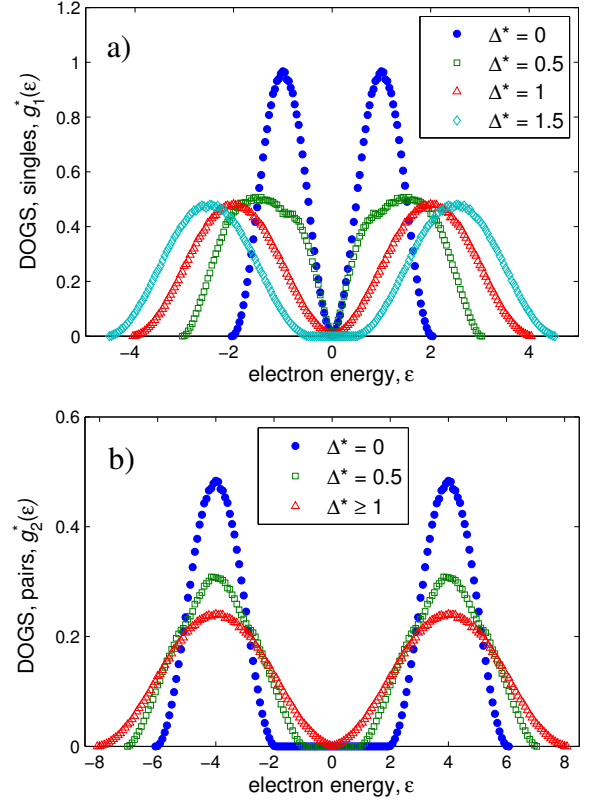 a)
DOGS, singles, g*1(ε)
1.2
1
0.8
0.6
0.4
0.2
0
Δ* = 0
Δ* = 0.5
Δ* = 1
Δ* = 1.5
−4 −2 0 2 4
electron energy, ε
b)
DOGS, pairs, g*2(ε)
0.6
0.4
0.2
0
Δ* = 0
Δ* = 0.5
Δ* ≥ 1
−8 −6 −4 −2 0 2 4 6 8
electron energy, ε